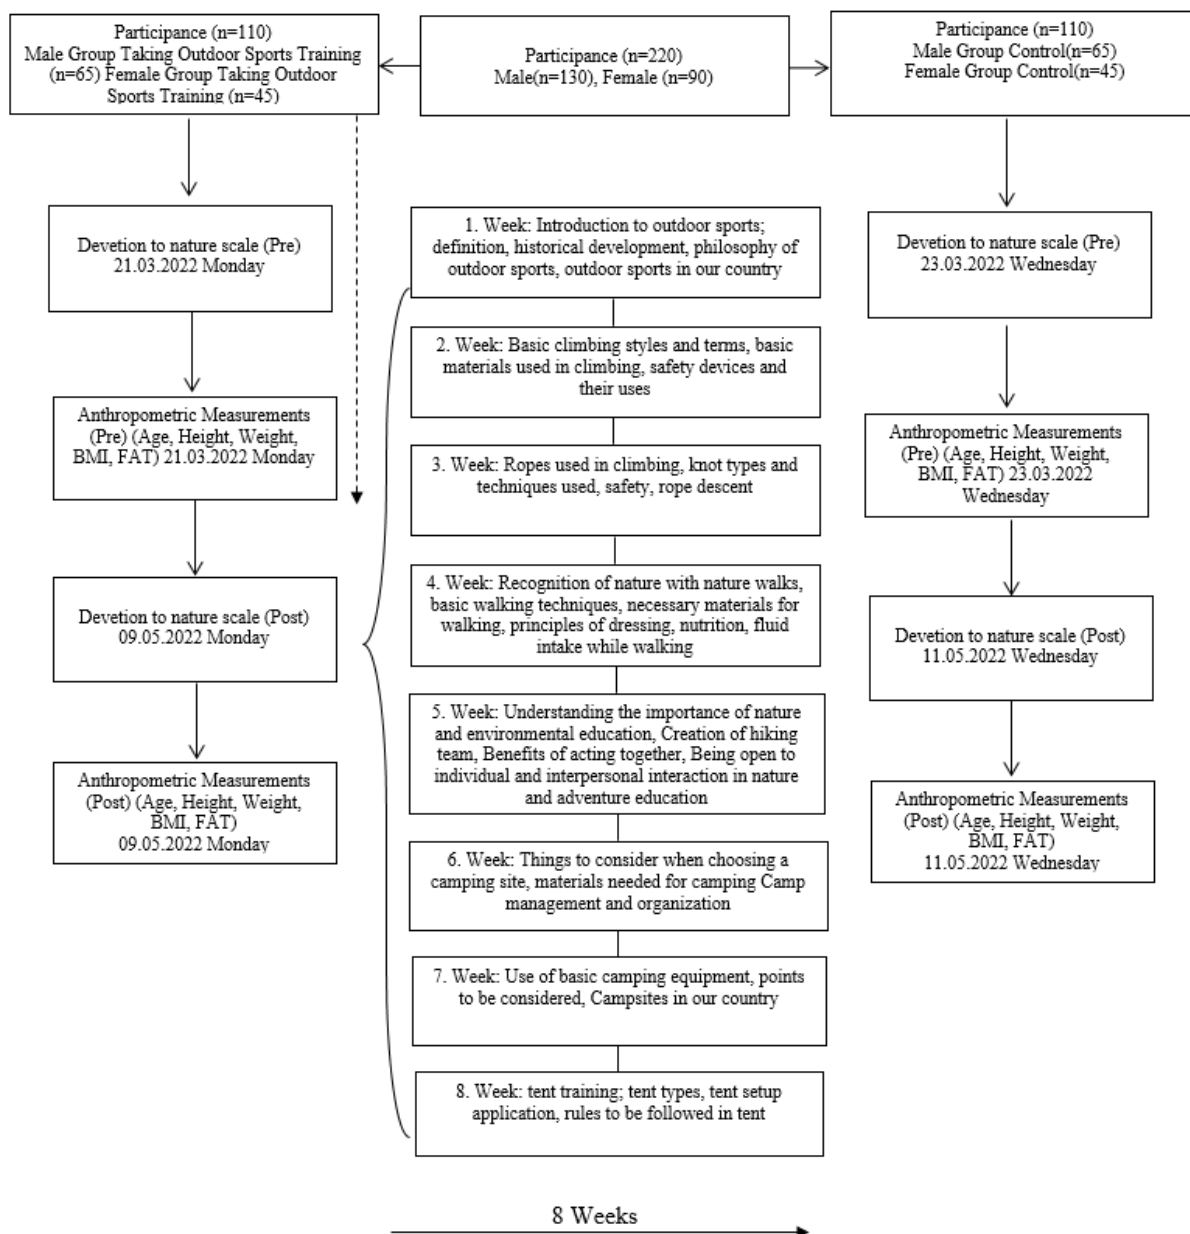 Participance (n=110)
Male Group Taking Outdoor Sports Training
(n=65) Female Group Taking Outdoor
Sports Training (n=45)
Participance (n=220)
Male(n=130), Female (n=90)
Participance (n=110)
Male Group Control(n=65)
Female Group Control(n=45)
Devetion to nature scale (Pre)
21.03.2022 Monday
Anthropometric Measurements
(Pre) (Age, Height, Weight,
BMI, FAT) 21.03.2022 Monday
Devetion to nature scale (Post)
09.05.2022 Monday
Anthropometric Measurements
(Post) (Age, Height, Weight,
BMI, FAT)
09.05.2022 Monday
1. Week: Introduction to outdoor sports;
definition, historical development, philosophy of
outdoor sports, outdoor sports in our country
2. Week: Basic climbing styles and terms, basic
materials used in climbing, safety devices and
their uses
3. Week: Ropes used in climbing, knot types and
techniques used, safety, rope descent
4. Week: Recognition of nature with nature walks,
basic walking techniques, necessary materials for
walking, principles of dressing, nutrition, fluid
intake while walking
5. Week: Understanding the importance of nature
and environmental education, Creation of hiking
team, Benefits of acting together, Being open to
individual and interpersonal interaction in nature
and adventure education
6. Week: Things to consider when choosing a
camping site, materials needed for camping Camp
management and organization
7. Week: Use of basic camping equipment, points
to be considered, Campsites in our country
8. Week: tent training; tent types, tent setup
application, rules to be followed in tent
Devetion to nature scale (Pre)
23.03.2022 Wednesday
Anthropometric Measurements
(Pre) (Age, Height, Weight,
BMI, FAT) 23.03.2022
Wednesday
Devetion to nature scale (Post)
11.05.2022 Wednesday
Anthropometric Measurements
(Post) (Age, Height, Weight,
BMI, FAT)
11.05.2022 Wednesday
8 Weeks